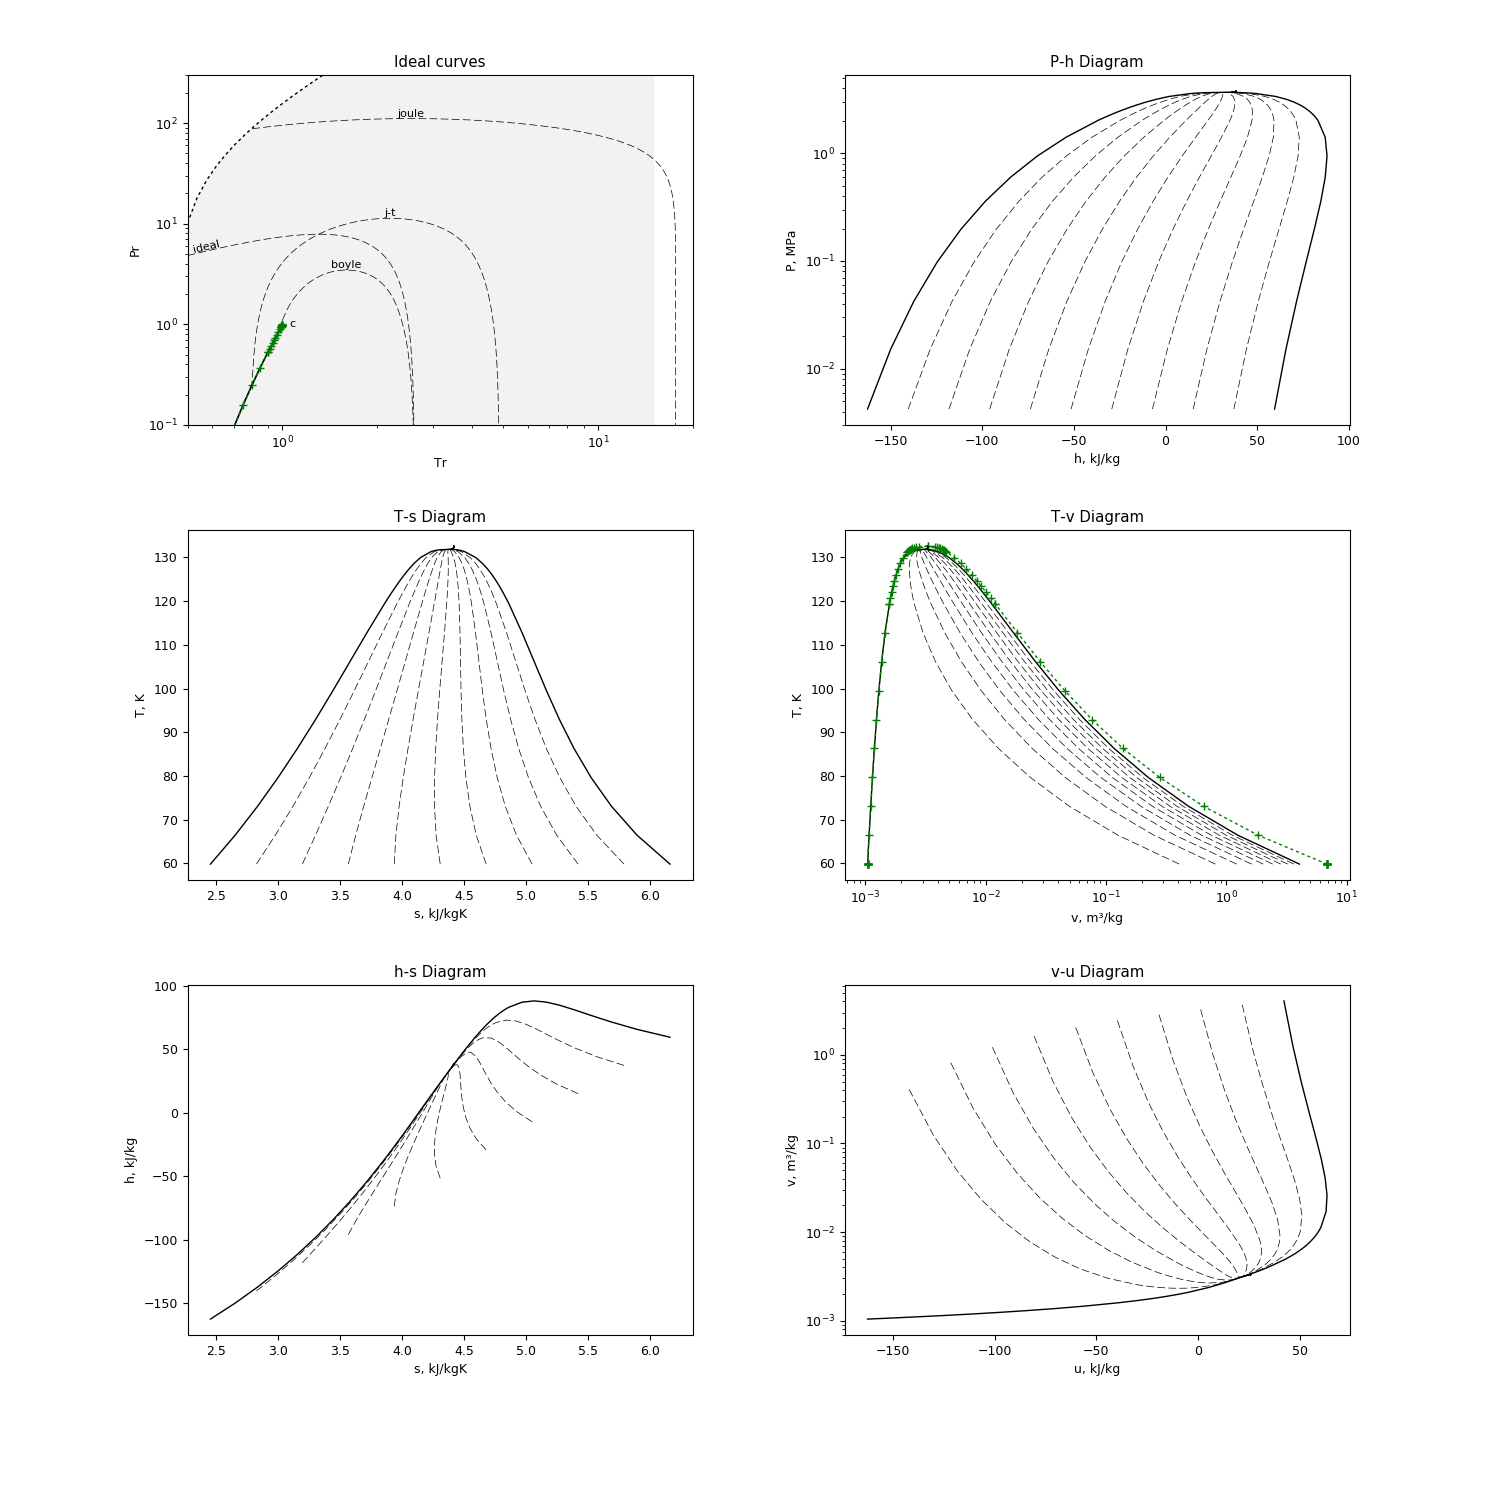 Ideal curves
10²
10¹
10⁰
10⁻¹
Pr
joule
j-t
ideal
boyle
c
10⁰
10¹
Tr
P-h Diagram
10⁰
10⁻¹
10⁻²
P, MPa
−150
−100
−50
0
50
100
h, kJ/kg
T-s Diagram
130
120
110
100
90
80
70
60
T, K
2.5
3.0
3.5
4.0
4.5
5.0
5.5
6.0
s, kJ/kgK
T-v Diagram
130
120
110
100
90
80
70
60
T, K
10⁻³
10⁻²
10⁻¹
10⁰
10¹
v, m³/kg
h-s Diagram
100
50
0
−50
−100
−150
h, kJ/kg
2.5
3.0
3.5
4.0
4.5
5.0
5.5
6.0
s, kJ/kgK
v-u Diagram
10⁰
10⁻¹
10⁻²
10⁻³
v, m³/kg
−150
−100
−50
0
50
u, kJ/kg